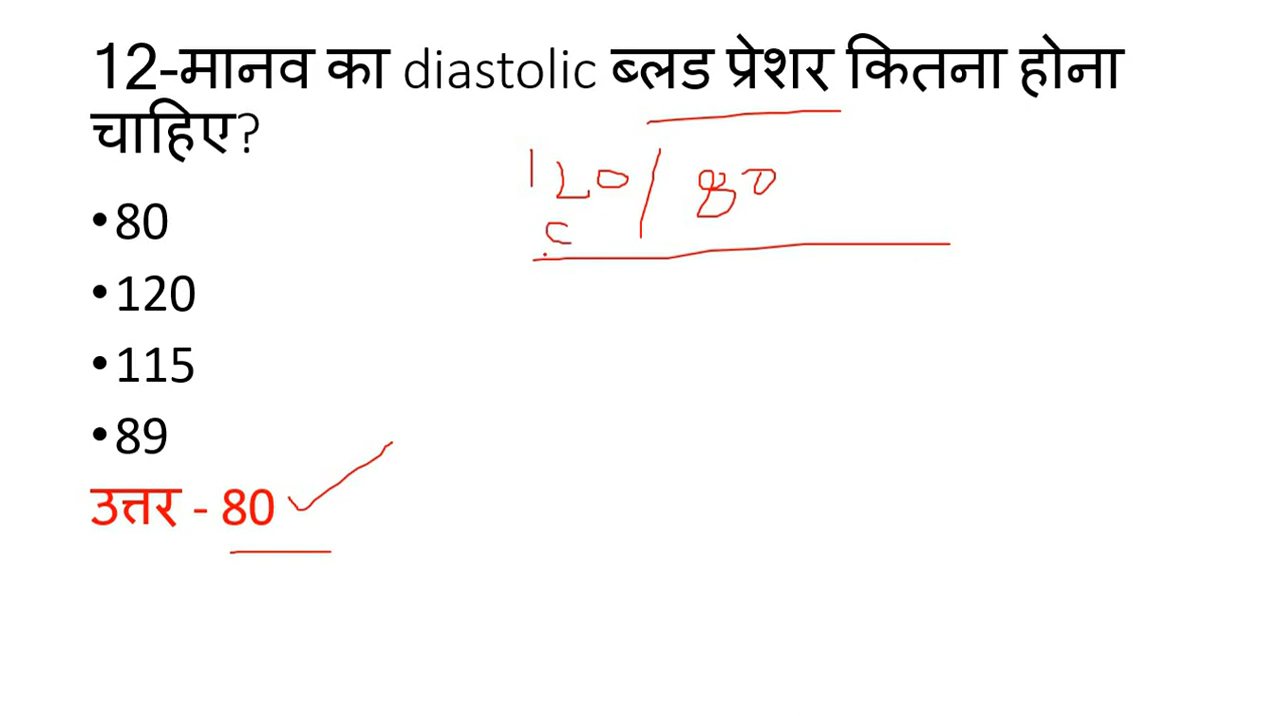 12-मानव का diastolic ब्लड प्रेशर कितना होना
चाहिए?
120/80
•80
•120
•115
•89
उत्तर - 80